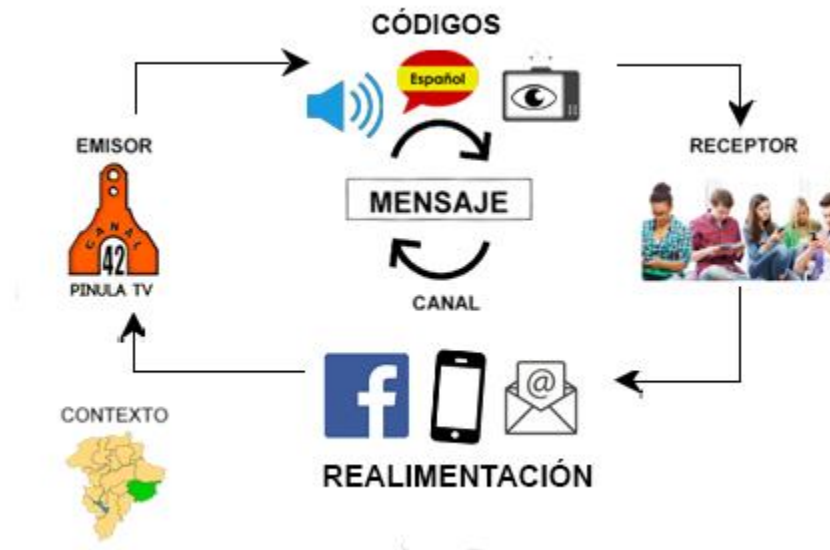 CÓDIGOS
Español
EMISOR
CANAL
42
PINULA TV
MENSAJE
CANAL
RECEPTOR
@
CONTEXTO
f
REALIMENTACIÓN